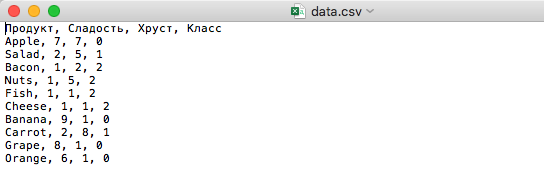 data.csv
Продукт, Сладость, Хруст, Класс
Apple, 7, 7, 0
Salad, 2, 5, 1
Bacon, 1, 2, 2
Nuts, 1, 5, 2
Fish, 1, 1, 2
Cheese, 1, 1, 2
Banana, 9, 1, 0
Carrot, 2, 8, 1
Grape, 8, 1, 0
Orange, 6, 1, 0